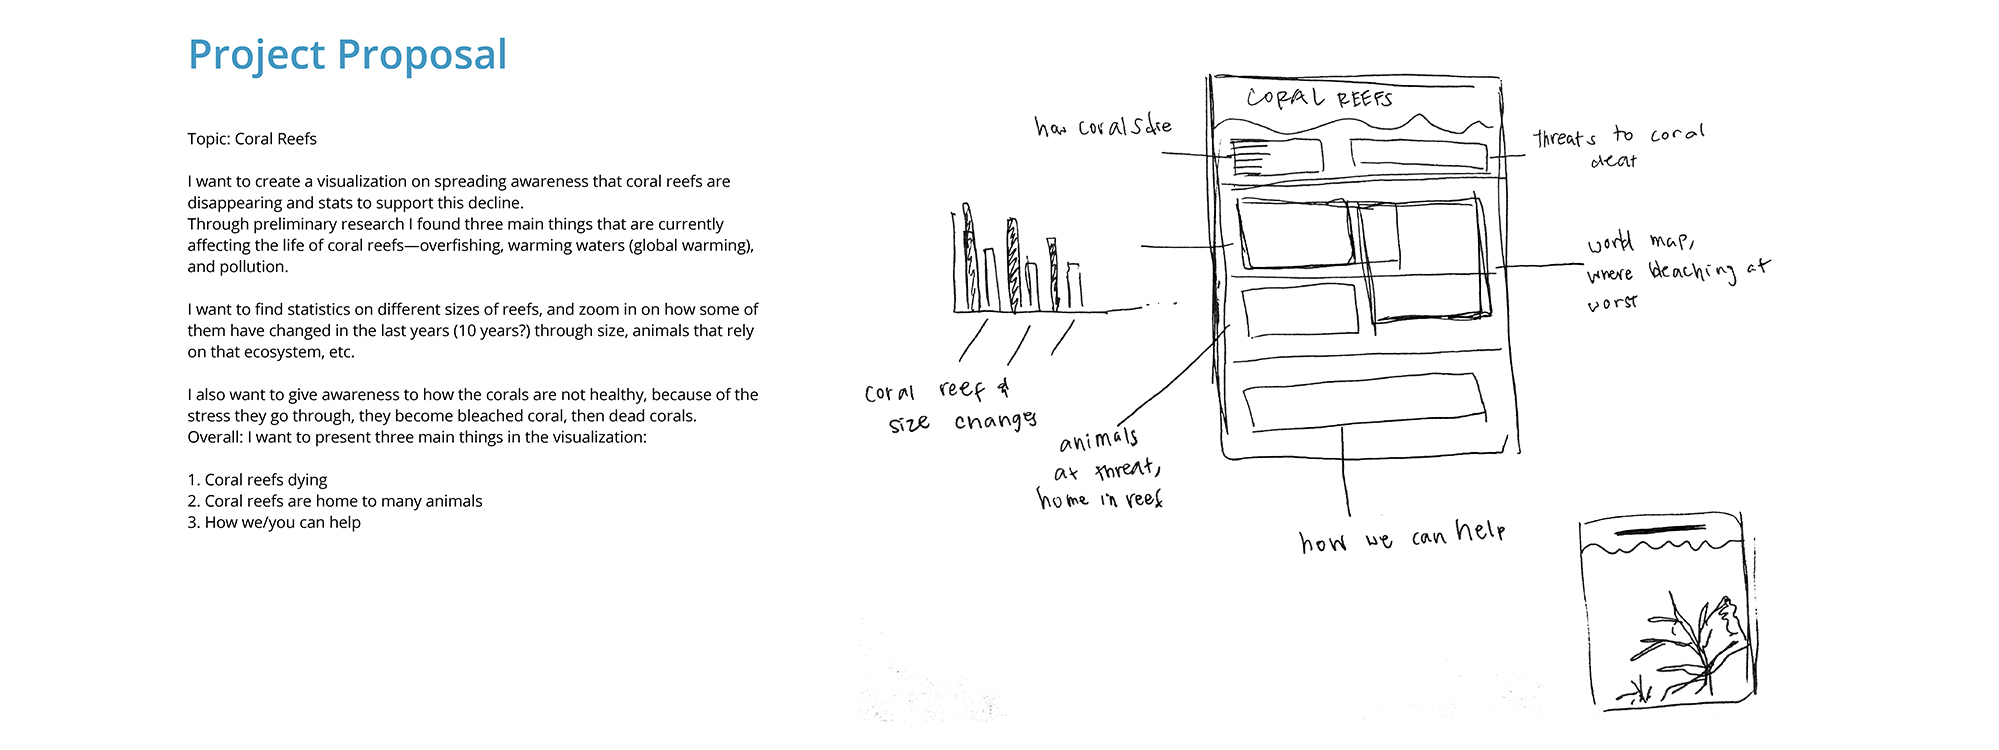 Project Proposal
Topic: Coral Reefs
I want to create a visualization on spreading awareness that coral reefs are
disappearing and stats to support this decline.
Through preliminary research I found three main things that are currently
affecting the life of coral reefs—overfishing, warming waters (global warming),
and pollution.
I want to find statistics on different sizes of reefs, and zoom in on how some of
them have changed in the last years (10 years?) through size, animals that rely
on that ecosystem, etc.
I also want to give awareness to how the corals are not healthy, because of the
stress they go through, they become bleached coral, then dead corals.
Overall: I want to present three main things in the visualization:
1. Coral reefs dying
2. Coral reefs are home to many animals
3. How we/you can help
CORAL REEFS
how corals die
threats to coral
deat
world map,
where bleaching at
worst
coral reef &
size changes
animals
at threat,
home in reef
how we can help